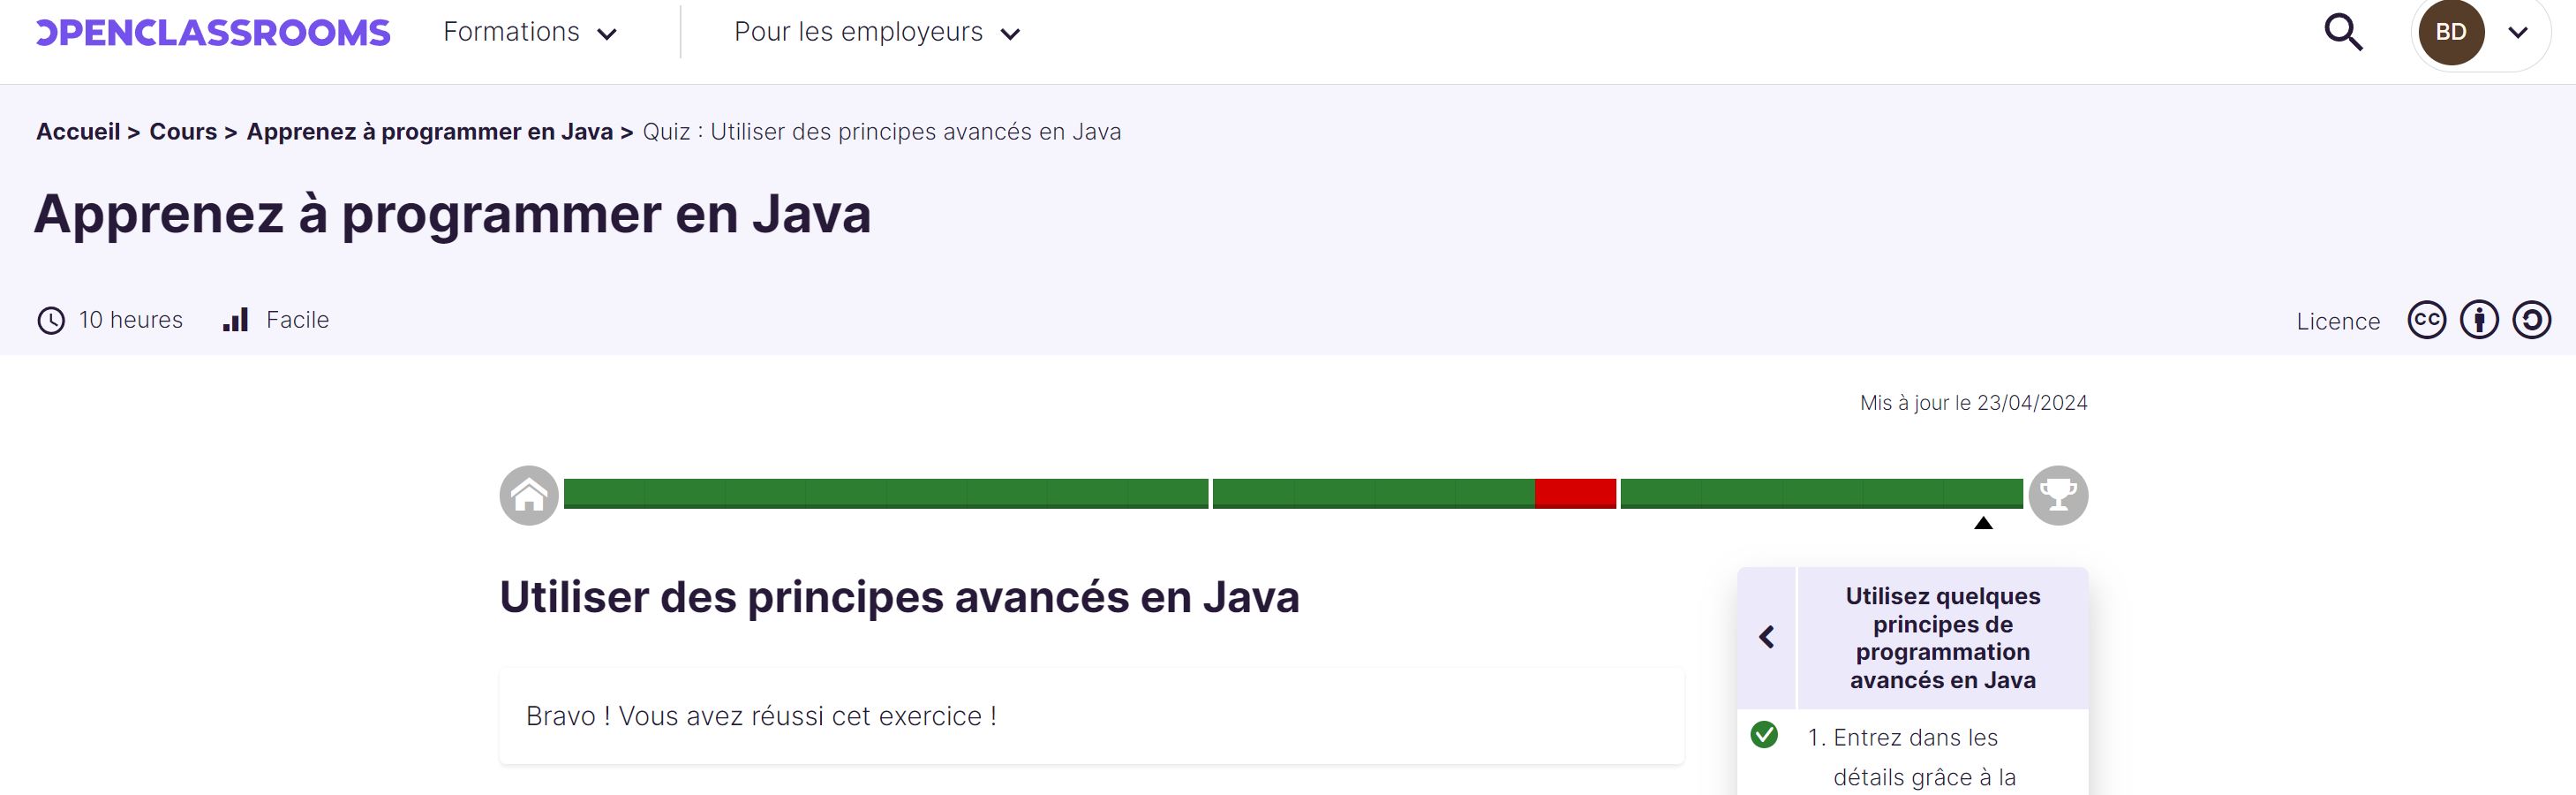 OPENCLASSROOMS Formations Pour les employeurs BD
Accueil > Cours > Apprenez à programmer en Java > Quiz : Utiliser des principes avancés en Java
Apprenez à programmer en Java
10 heures Facile Licence CC
Mis à jour le 23/04/2024
Utiliser des principes avancés en Java
Bravo ! Vous avez réussi cet exercice !
Utilisez quelques
principes de
programmation
avancés en Java
1. Entrez dans les
détails grâce à la